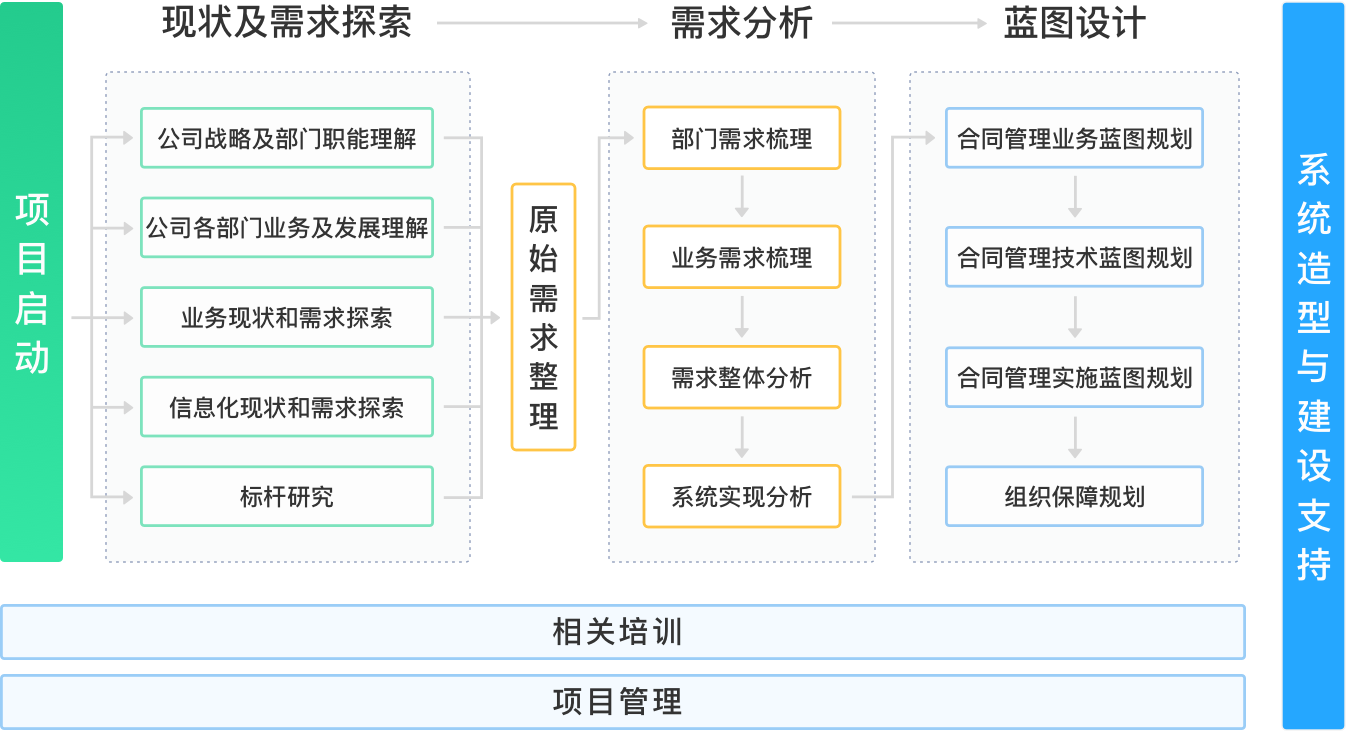 现状及需求探索
需求分析
蓝图设计
项目启动
公司战略及部门职能理解
公司各部门业务及发展理解
业务现状和需求探索
信息化现状和需求探索
标杆研究
原始需求整理
部门需求梳理
业务需求梳理
需求整体分析
系统实现分析
合同管理业务蓝图规划
合同管理技术蓝图规划
合同管理实施蓝图规划
组织保障规划
系统造型与建设支持
相关培训
项目管理